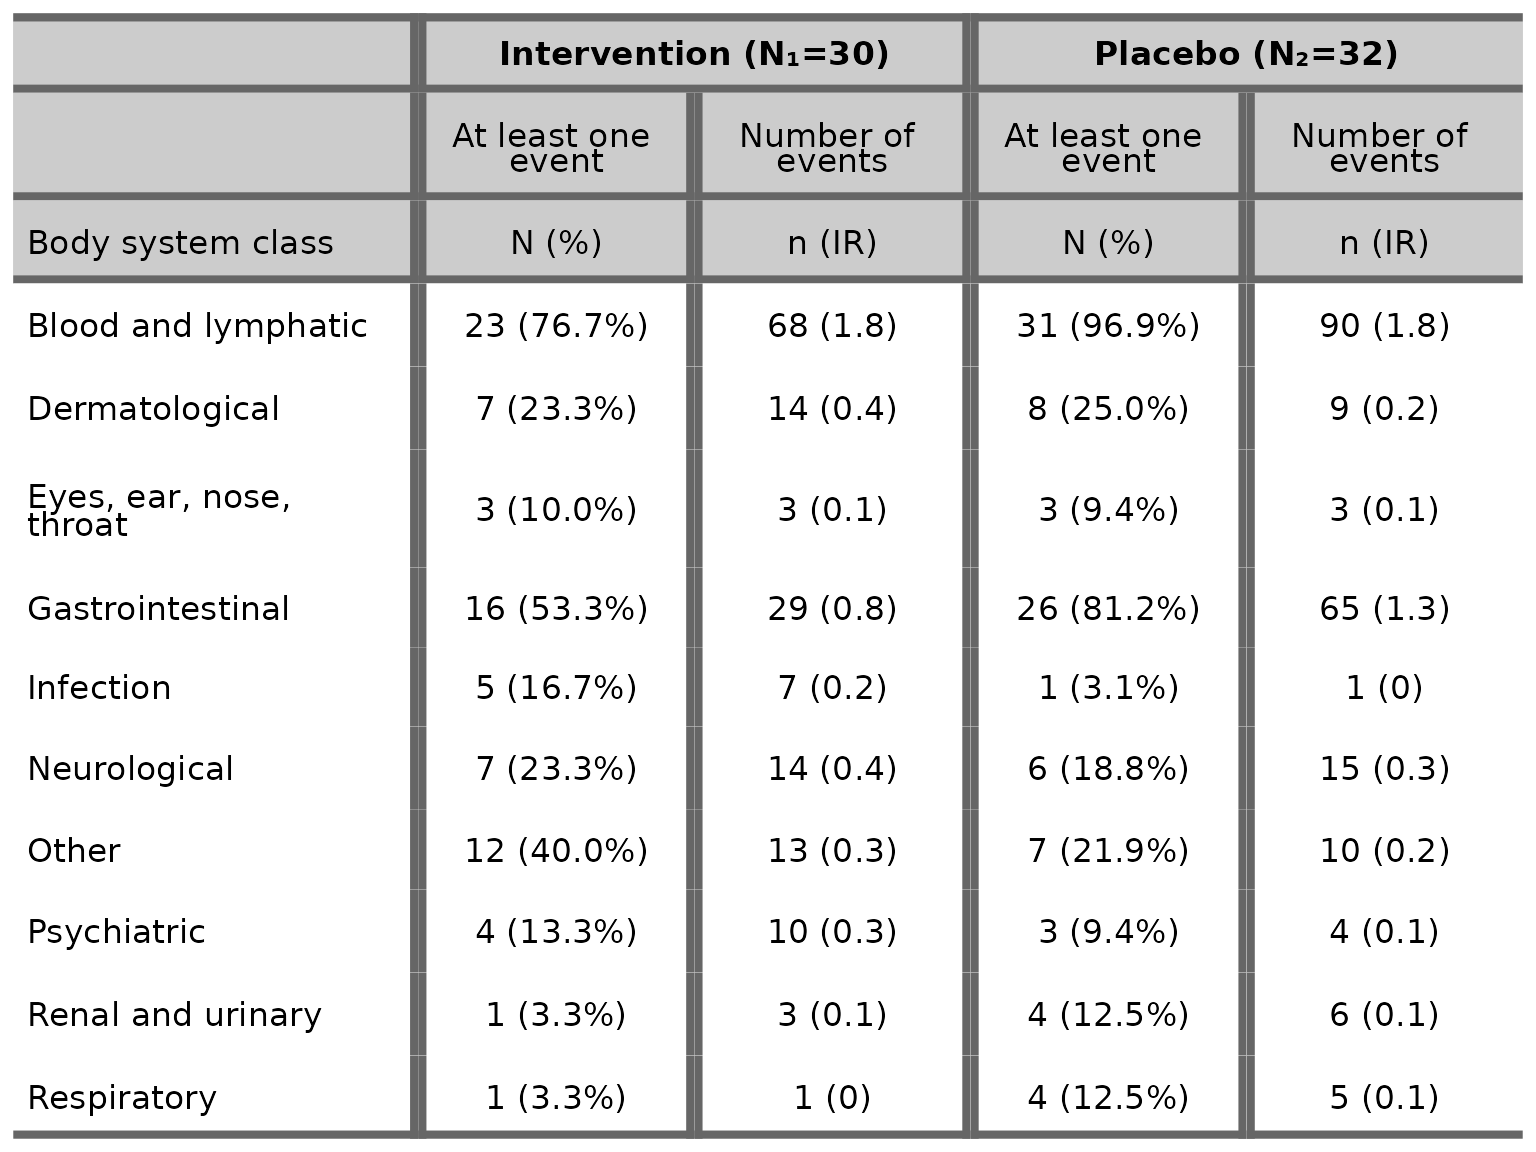 Intervention (N₁=30) Placebo (N₂=32)
At least one event Number of events At least one event Number of events
Body system class N (%) n (IR) N (%) n (IR)
Blood and lymphatic 23 (76.7%) 68 (1.8) 31 (96.9%) 90 (1.8)
Dermatological 7 (23.3%) 14 (0.4) 8 (25.0%) 9 (0.2)
Eyes, ear, nose, throat 3 (10.0%) 3 (0.1) 3 (9.4%) 3 (0.1)
Gastrointestinal 16 (53.3%) 29 (0.8) 26 (81.2%) 65 (1.3)
Infection 5 (16.7%) 7 (0.2) 1 (3.1%) 1 (0)
Neurological 7 (23.3%) 14 (0.4) 6 (18.8%) 15 (0.3)
Other 12 (40.0%) 13 (0.3) 7 (21.9%) 10 (0.2)
Psychiatric 4 (13.3%) 10 (0.3) 3 (9.4%) 4 (0.1)
Renal and urinary 1 (3.3%) 3 (0.1) 4 (12.5%) 6 (0.1)
Respiratory 1 (3.3%) 1 (0) 4 (12.5%) 5 (0.1)